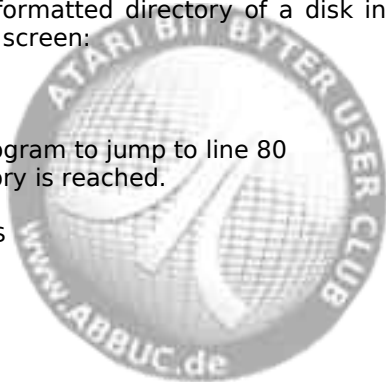 formatted directory of a disk in
screen:
ATARI BIT BYTER USER CLUB
ogram to jump to line 80
ory is reached.
s
www.ABBUC.de